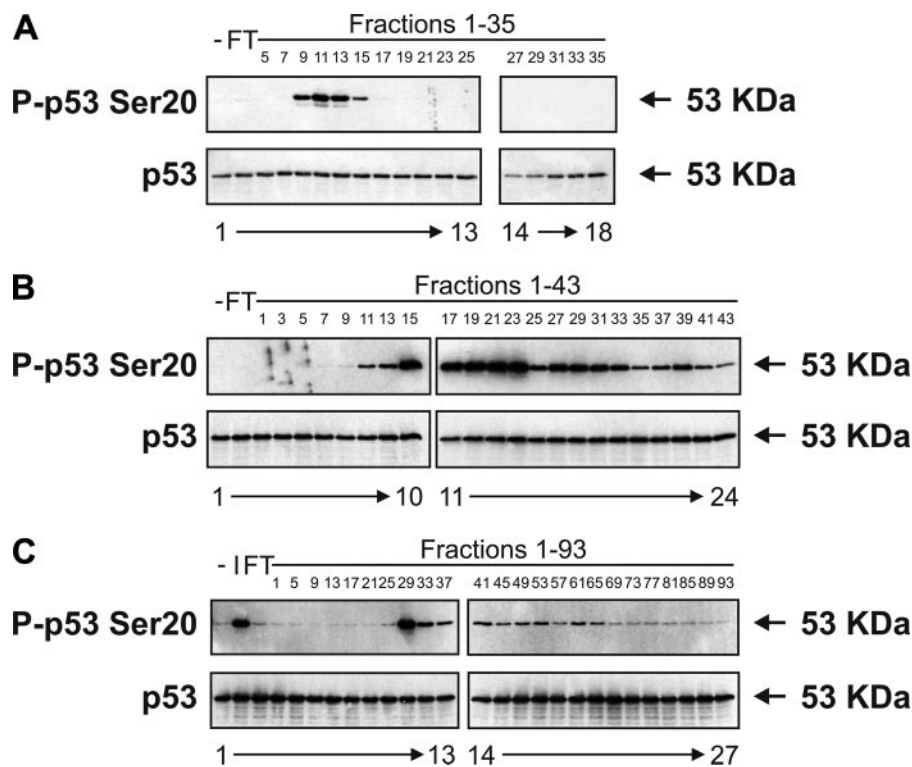 A
Fractions 1-35
- FT
5 7 9 11 13 15 17 19 21 23 25 27 29 31 33 35
P-p53 Ser20 ← 53 KDa
p53 ← 53 KDa
1 → 13 14 → 18
B
Fractions 1-43
- FT
1 3 5 7 9 11 13 15 17 19 21 23 25 27 29 31 33 35 37 39 41 43
P-p53 Ser20 ← 53 KDa
p53 ← 53 KDa
1 → 10 11 → 24
C
Fractions 1-93
- I FT
1 5 9 13 17 21 25 29 33 37 41 45 49 53 57 61 65 69 73 77 81 85 89 93
P-p53 Ser20 ← 53 KDa
p53 ← 53 KDa
1 → 13 14 → 27